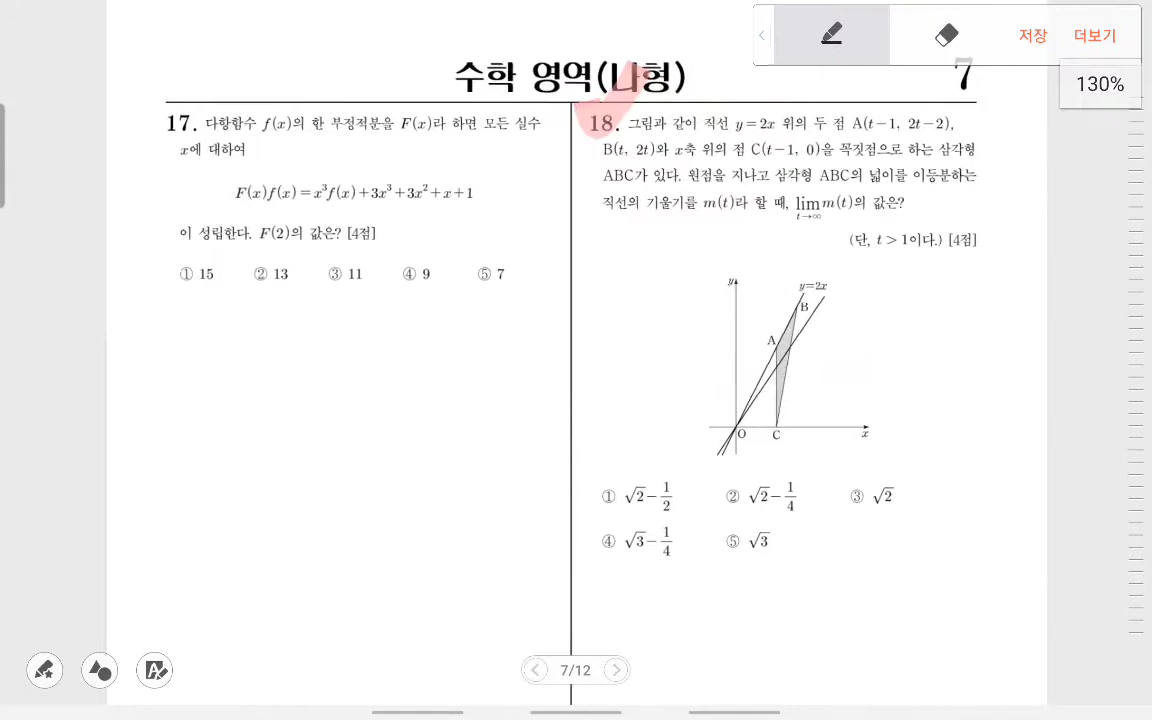 저장 더보기
130%
수학 영역(나형)
7
17. 다항함수 f(x)의 한 부정적분을 F(x)라 하면 모든 실수
x에 대하여
F(x)f(x)=x³f(x)+3x³+3x²+x+1
이 성립한다. F(2)의 값은? [4점]
① 15 ② 13 ③ 11 ④ 9 ⑤ 7
18. 그림과 같이 직선 y=2x 위의 두 점 A(t−1, 2t−2),
B(t, 2t)와 x축 위의 점 C(t−1, 0)을 꼭짓점으로 하는 삼각형
ABC가 있다. 원점을 지나고 삼각형 ABC의 넓이를 이등분하는
직선의 기울기를 m(t)라 할 때, lim m(t)의 값은?
t→∞
(단, t>1이다.) [4점]
y
y=2x
B
A
O
C
x
① √2−1/2 ② √2−1/4 ③ √2
④ √3−1/4 ⑤ √3
7/12